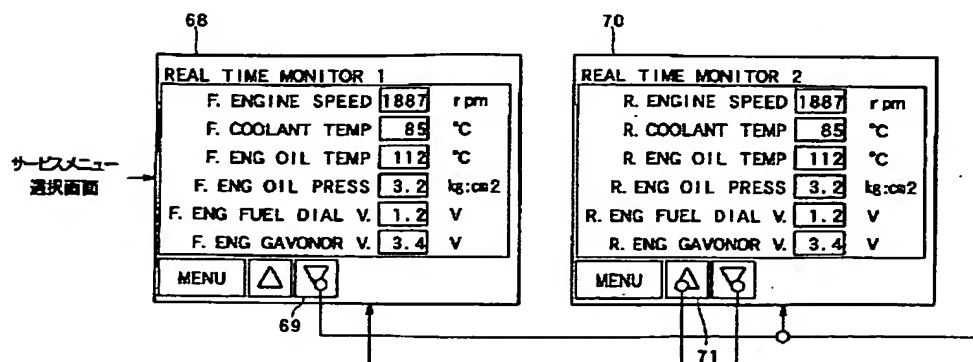 68
70
REAL TIME MONITOR 1
F. ENGINE SPEED 1887 rpm
F. COOLANT TEMP 85 °C
F. ENG OIL TEMP 112 °C
F. ENG OIL PRESS 3.2 kg:cm2
F. ENG FUEL DIAL V. 1.2 V
F. ENG GAVONOR V. 3.4 V
MENU
サービスメニュー
選択画面
69
REAL TIME MONITOR 2
R. ENGINE SPEED 1887 rpm
R. COOLANT TEMP 85 °C
R. ENG OIL TEMP 112 °C
R. ENG OIL PRESS 3.2 kg:cm2
R. ENG FUEL DIAL V. 1.2 V
R. ENG GAVONOR V. 3.4 V
MENU
71